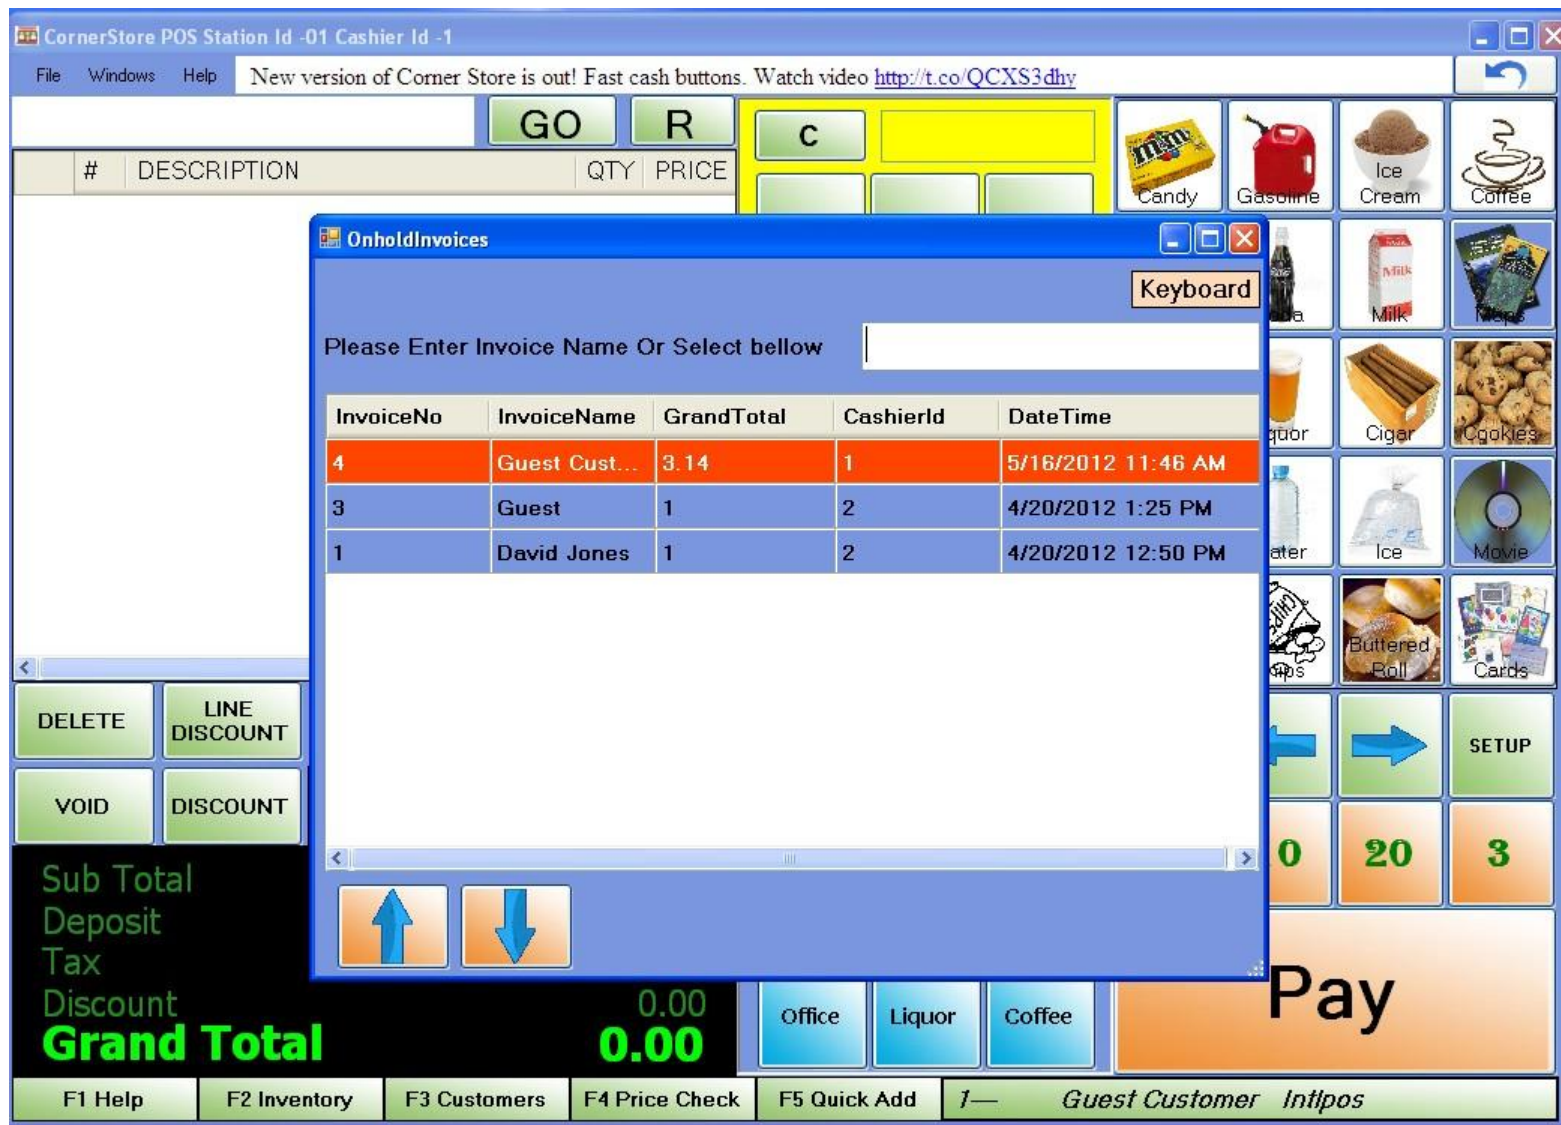 CornerStore POS Station Id -01 Cashier Id -1
File Windows Help New version of Corner Store is out! Fast cash buttons. Watch video http://t.co/QCXS3dhy
GO R C
# DESCRIPTION QTY PRICE
m&m's
Candy Gasoline Ice Cream Coffee
OnholdInvoices
Keyboard
Milk
Milk Maps
Please Enter Invoice Name Or Select bellow
InvoiceNo InvoiceName GrandTotal CashierId DateTime
4 Guest Cust... 3.14 1 5/16/2012 11:46 AM
3 Guest 1 2 4/20/2012 1:25 PM
1 David Jones 1 2 4/20/2012 12:50 PM
Cigar Cookies
Ice Movie
CHIPS
Buttered Roll Cards
DELETE LINE DISCOUNT
SETUP
VOID DISCOUNT
0 20 3
Sub Total
Deposit
Tax
Discount 0.00
Grand Total 0.00
Office Liquor Coffee
Pay
F1 Help F2 Inventory F3 Customers F4 Price Check F5 Quick Add 1— Guest Customer Intlpos